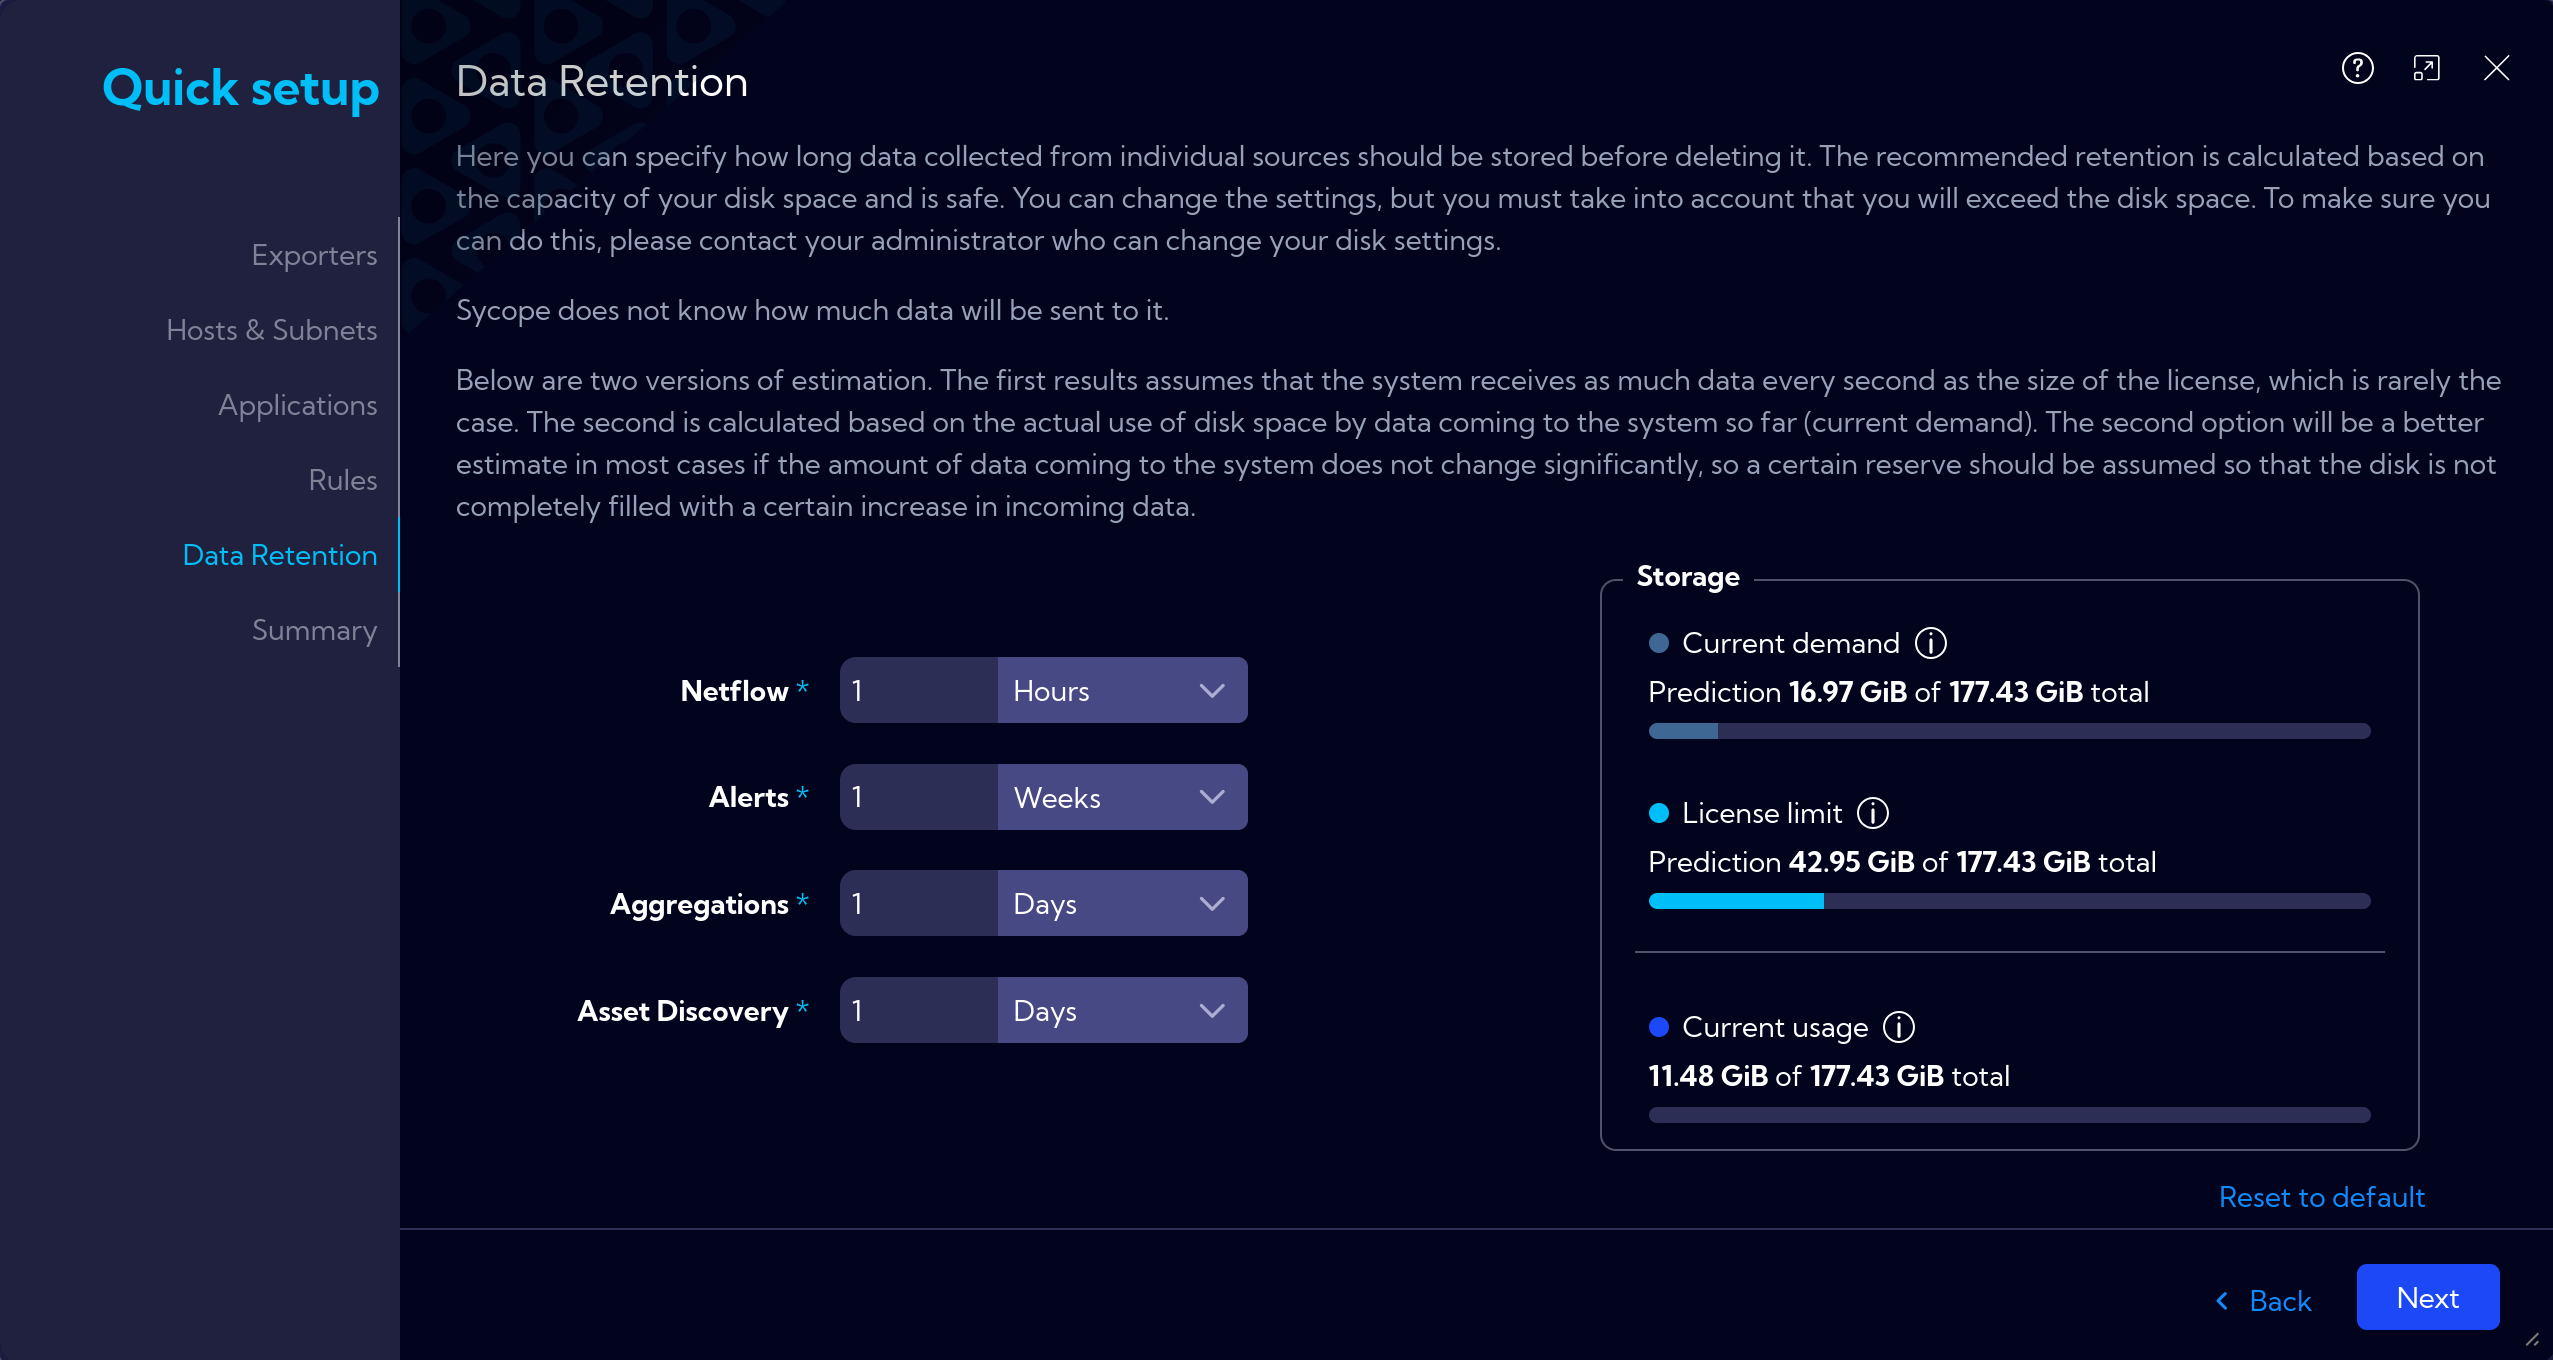 Quick setup
Exporters
Hosts & Subnets
Applications
Rules
Data Retention
Summary
Data Retention
Here you can specify how long data collected from individual sources should be stored before deleting it. The recommended retention is calculated based on
the capacity of your disk space and is safe. You can change the settings, but you must take into account that you will exceed the disk space. To make sure you
can do this, please contact your administrator who can change your disk settings.
Sycope does not know how much data will be sent to it.
Below are two versions of estimation. The first results assumes that the system receives as much data every second as the size of the license, which is rarely the
case. The second is calculated based on the actual use of disk space by data coming to the system so far (current demand). The second option will be a better
estimate in most cases if the amount of data coming to the system does not change significantly, so a certain reserve should be assumed so that the disk is not
completely filled with a certain increase in incoming data.
Netflow * 1 Hours
Alerts * 1 Weeks
Aggregations * 1 Days
Asset Discovery * 1 Days
Storage
Current demand
Prediction 16.97 GiB of 177.43 GiB total
License limit
Prediction 42.95 GiB of 177.43 GiB total
Current usage
11.48 GiB of 177.43 GiB total
Reset to default
Back
Next